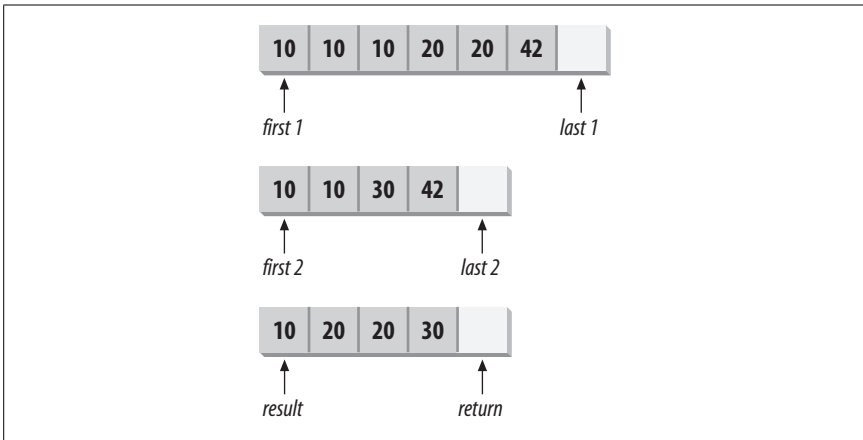 10 10 10 20 20 42
first 1 last 1
10 10 30 42
first 2 last 2
10 20 20 30
result return